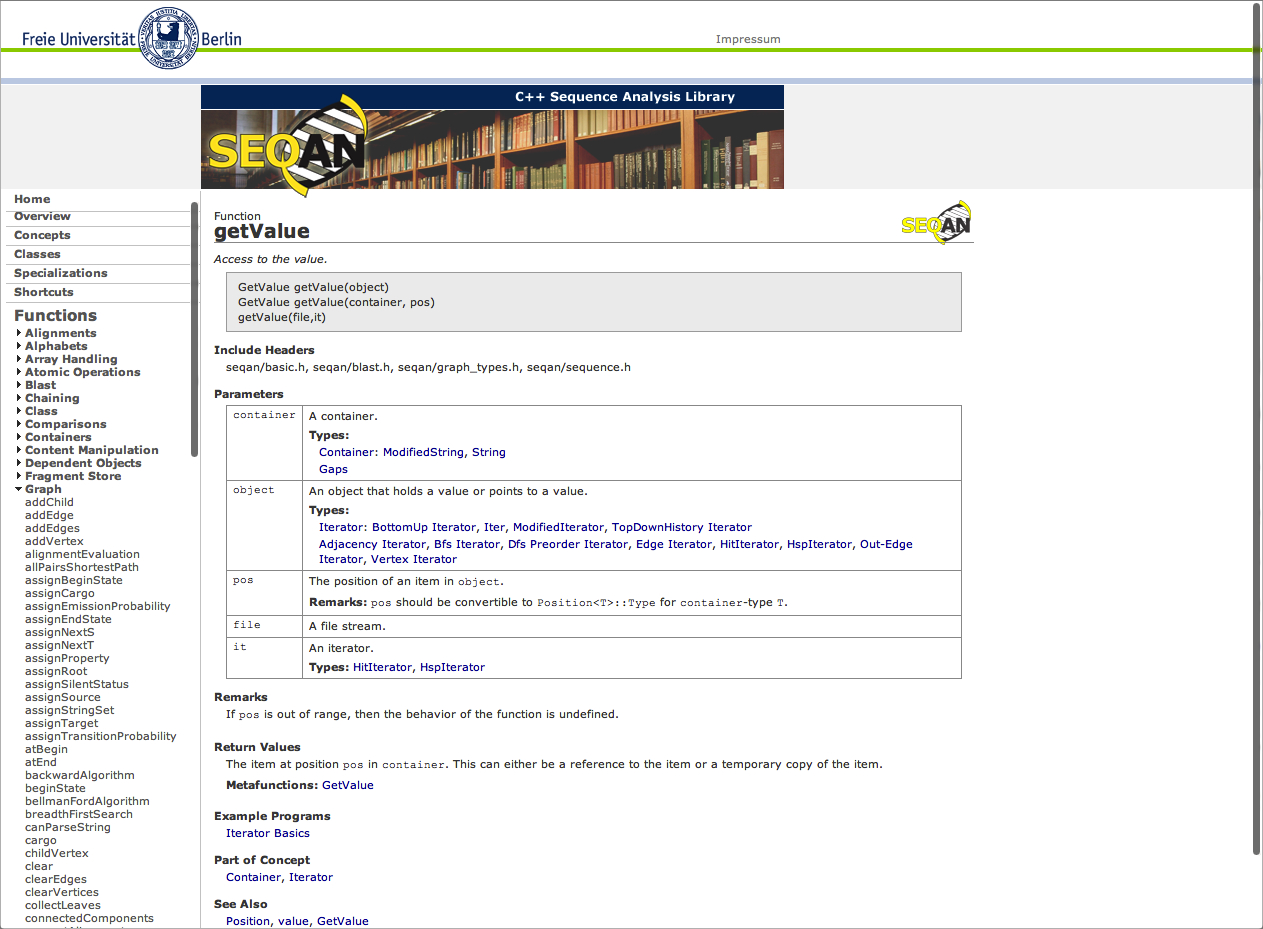 Freie Universität Berlin
Impressum
C++ Sequence Analysis Library
SEQAN
Home
Overview
Concepts
Classes
Specializations
Shortcuts
Functions
Alignments
Alphabets
Array Handling
Atomic Operations
Blast
Chaining
Class
Comparisons
Containers
Content Manipulation
Dependent Objects
Fragment Store
Graph
addChild
addEdge
addEdges
addVertex
alignmentEvaluation
allPairsShortestPath
assignBeginState
assignCargo
assignEmissionProbability
assignEndState
assignNextS
assignNextT
assignProperty
assignRoot
assignSilentStatus
assignSource
assignStringSet
assignTarget
assignTransitionProbability
atBegin
atEnd
backwardAlgorithm
beginState
bellmanFordAlgorithm
breadthFirstSearch
canParseString
cargo
childVertex
clear
clearEdges
clearVertices
collectLeaves
connectedComponents
Function
getValue
SEQAN
Access to the value.
GetValue getValue(object)
GetValue getValue(container, pos)
getValue(file,it)
Include Headers
seqan/basic.h, seqan/blast.h, seqan/graph_types.h, seqan/sequence.h
Parameters
container A container.
Types:
Container: ModifiedString, String
Gaps
object An object that holds a value or points to a value.
Types:
Iterator: BottomUp Iterator, Iter, ModifiedIterator, TopDownHistory Iterator
Adjacency Iterator, Bfs Iterator, Dfs Preorder Iterator, Edge Iterator, HitIterator, HspIterator, Out-Edge
Iterator, Vertex Iterator
pos The position of an item in object.
Remarks: pos should be convertible to Position<T>::Type for container-type T.
file A file stream.
it An iterator.
Types: HitIterator, HspIterator
Remarks
If pos is out of range, then the behavior of the function is undefined.
Return Values
The item at position pos in container. This can either be a reference to the item or a temporary copy of the item.
Metafunctions: GetValue
Example Programs
Iterator Basics
Part of Concept
Container, Iterator
See Also
Position, value, GetValue